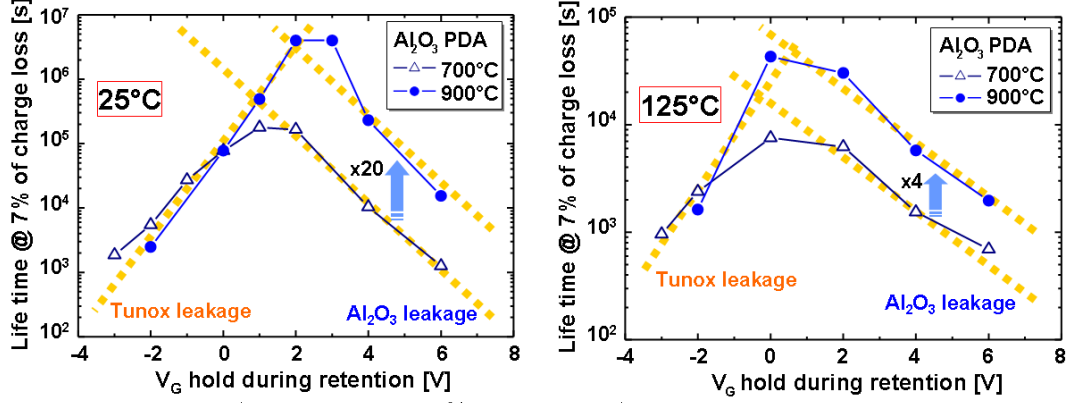 Life time @ 7% of charge loss [s]
10⁷
10⁶
10⁵
10⁴
10³
10²
25°C
Al₂O₃ PDA
700°C
900°C
x20
Tunox leakage
Al₂O₃ leakage
-4 -2 0 2 4 6 8
V_G hold during retention [V]
Life time @ 7% of charge loss [s]
10⁵
10⁴
10³
10²
125°C
Al₂O₃ PDA
700°C
900°C
x4
Tunox leakage
Al₂O₃ leakage
-4 -2 0 2 4 6 8
V_G hold during retention [V]